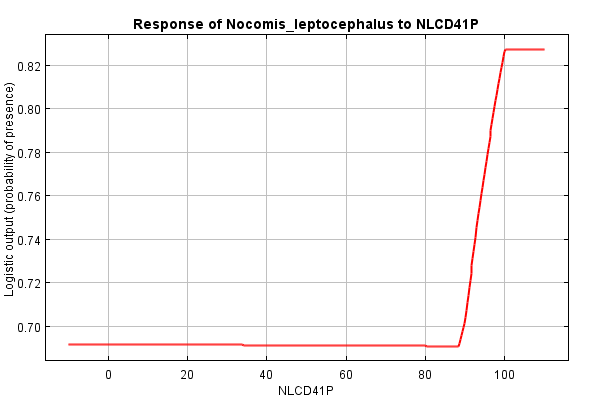 Response of Nocomis_leptocephalus to NLCD41P
Logistic output (probability of presence)
0.82
0.80
0.78
0.76
0.74
0.72
0.70
0 20 40 60 80 100
NLCD41P